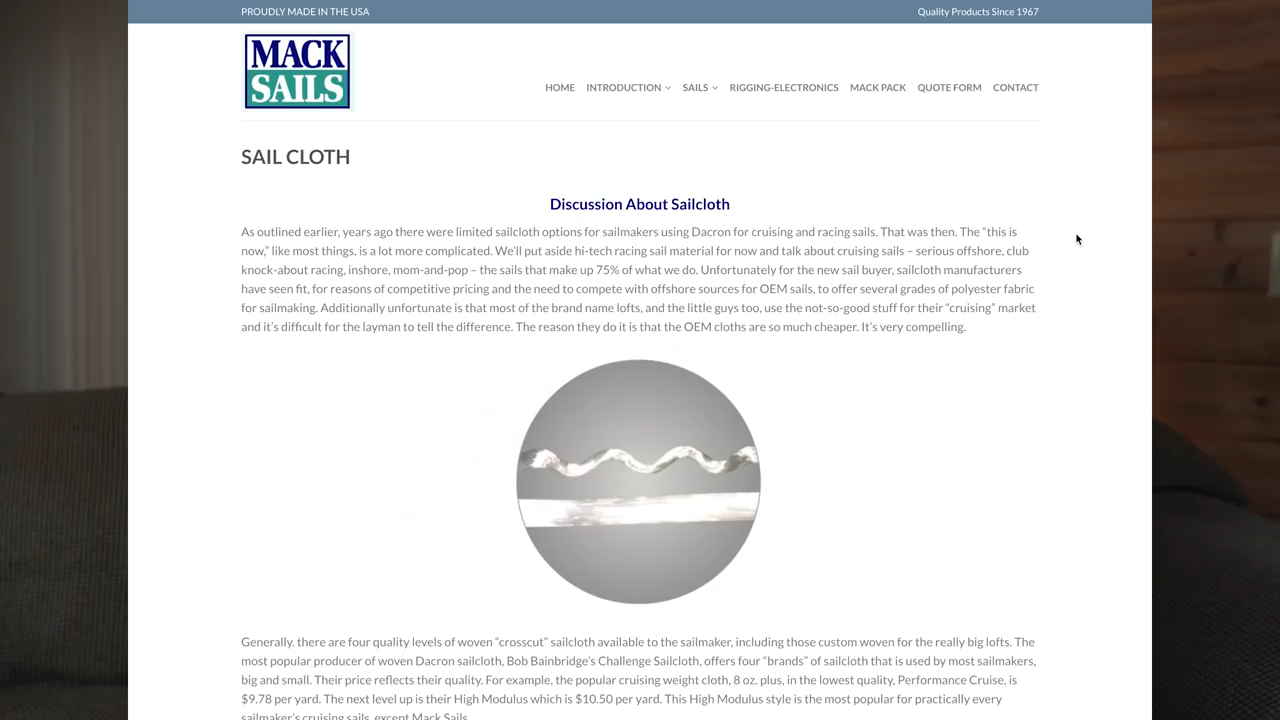 PROUDLY MADE IN THE USA
Quality Products Since 1967
MACK
SAILS
HOME INTRODUCTION SAILS RIGGING-ELECTRONICS MACK PACK QUOTE FORM CONTACT
SAIL CLOTH
Discussion About Sailcloth
As outlined earlier, years ago there were limited sailcloth options for sailmakers using Dacron for cruising and racing sails. That was then. The “this is
now,” like most things, is a lot more complicated. We’ll put aside hi-tech racing sail material for now and talk about cruising sails – serious offshore, club
knock-about racing, inshore, mom-and-pop – the sails that make up 75% of what we do. Unfortunately for the new sail buyer, sailcloth manufacturers
have seen fit, for reasons of competitive pricing and the need to compete with offshore sources for OEM sails, to offer several grades of polyester fabric
for sailmaking. Additionally unfortunate is that most of the brand name lofts, and the little guys too, use the not-so-good stuff for their “cruising” market
and it’s difficult for the layman to tell the difference. The reason they do it is that the OEM cloths are so much cheaper. It’s very compelling.
Generally. there are four quality levels of woven “crosscut” sailcloth available to the sailmaker, including those custom woven for the really big lofts. The
most popular producer of woven Dacron sailcloth, Bob Bainbridge’s Challenge Sailcloth, offers four “brands” of sailcloth that is used by most sailmakers,
big and small. Their price reflects their quality. For example, the popular cruising weight cloth, 8 oz. plus, in the lowest quality, Performance Cruise, is
$9.78 per yard. The next level up is their High Modulus which is $10.50 per yard. This High Modulus style is the most popular for practically every
sailmaker’s cruising sails, except Mack Sails.